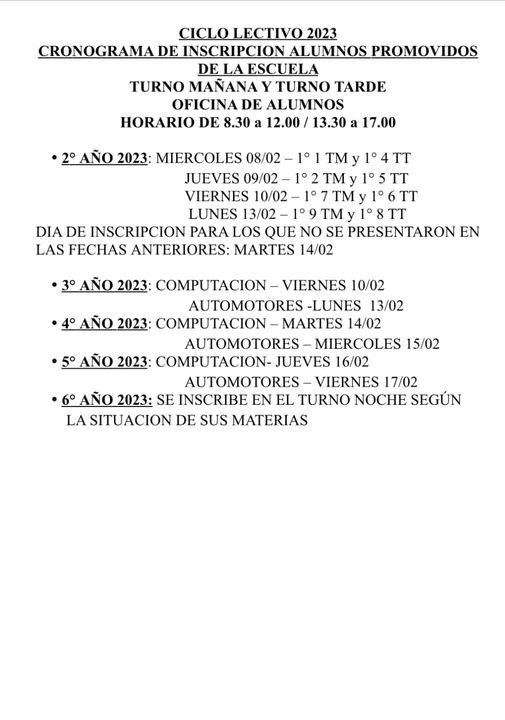 CICLO LECTIVO 2023
CRONOGRAMA DE INSCRIPCION ALUMNOS PROMOVIDOS
DE LA ESCUELA
TURNO MAÑANA Y TURNO TARDE
OFICINA DE ALUMNOS
HORARIO DE 8.30 a 12.00 / 13.30 a 17.00
• 2° AÑO 2023: MIERCOLES 08/02 – 1° 1 TM y 1° 4 TT
JUEVES 09/02 – 1° 2 TM y 1° 5 TT
VIERNES 10/02 – 1° 7 TM y 1° 6 TT
LUNES 13/02 – 1° 9 TM y 1° 8 TT
DIA DE INSCRIPCION PARA LOS QUE NO SE PRESENTARON EN
LAS FECHAS ANTERIORES: MARTES 14/02
• 3° AÑO 2023: COMPUTACION – VIERNES 10/02
AUTOMOTORES -LUNES 13/02
• 4° AÑO 2023: COMPUTACION – MARTES 14/02
AUTOMOTORES – MIERCOLES 15/02
• 5° AÑO 2023: COMPUTACION- JUEVES 16/02
AUTOMOTORES – VIERNES 17/02
• 6° AÑO 2023: SE INSCRIBE EN EL TURNO NOCHE SEGÚN
LA SITUACION DE SUS MATERIAS